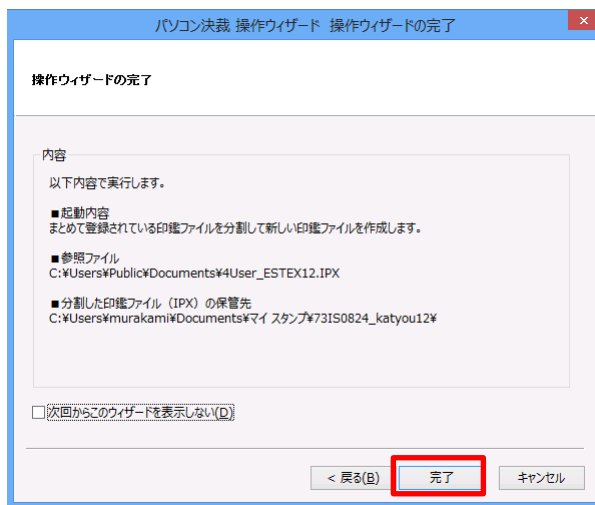 パソコン決裁 操作ウィザード 操作ウィザードの完了
操作ウィザードの完了
内容
以下内容で実行します。
■起動内容
まとめて登録されている印鑑ファイルを分割して新しい印鑑ファイルを作成します。
■参照ファイル
C:¥Users¥Public¥Documents¥4User_ESTEX12.IPX
■分割した印鑑ファイル（IPX）の保管先
C:¥Users¥murakami¥Documents¥マイ スタンプ¥73IS0824_katyou12¥
次回からこのウィザードを表示しない(D)
< 戻る(B) 完了 キャンセル